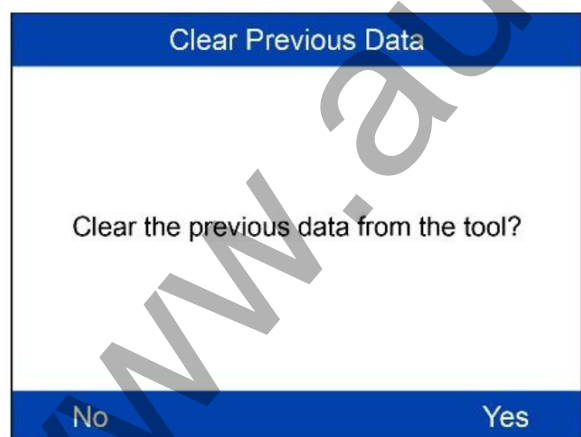 Clear Previous Data
www.au
Clear the previous data from the tool?
No
Yes